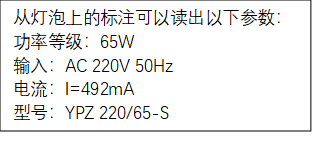 从灯泡上的标注可以读出以下参数：
功率等级：65W
输入：AC 220V 50Hz
电流：I=492mA
型号：YPZ 220/65-S